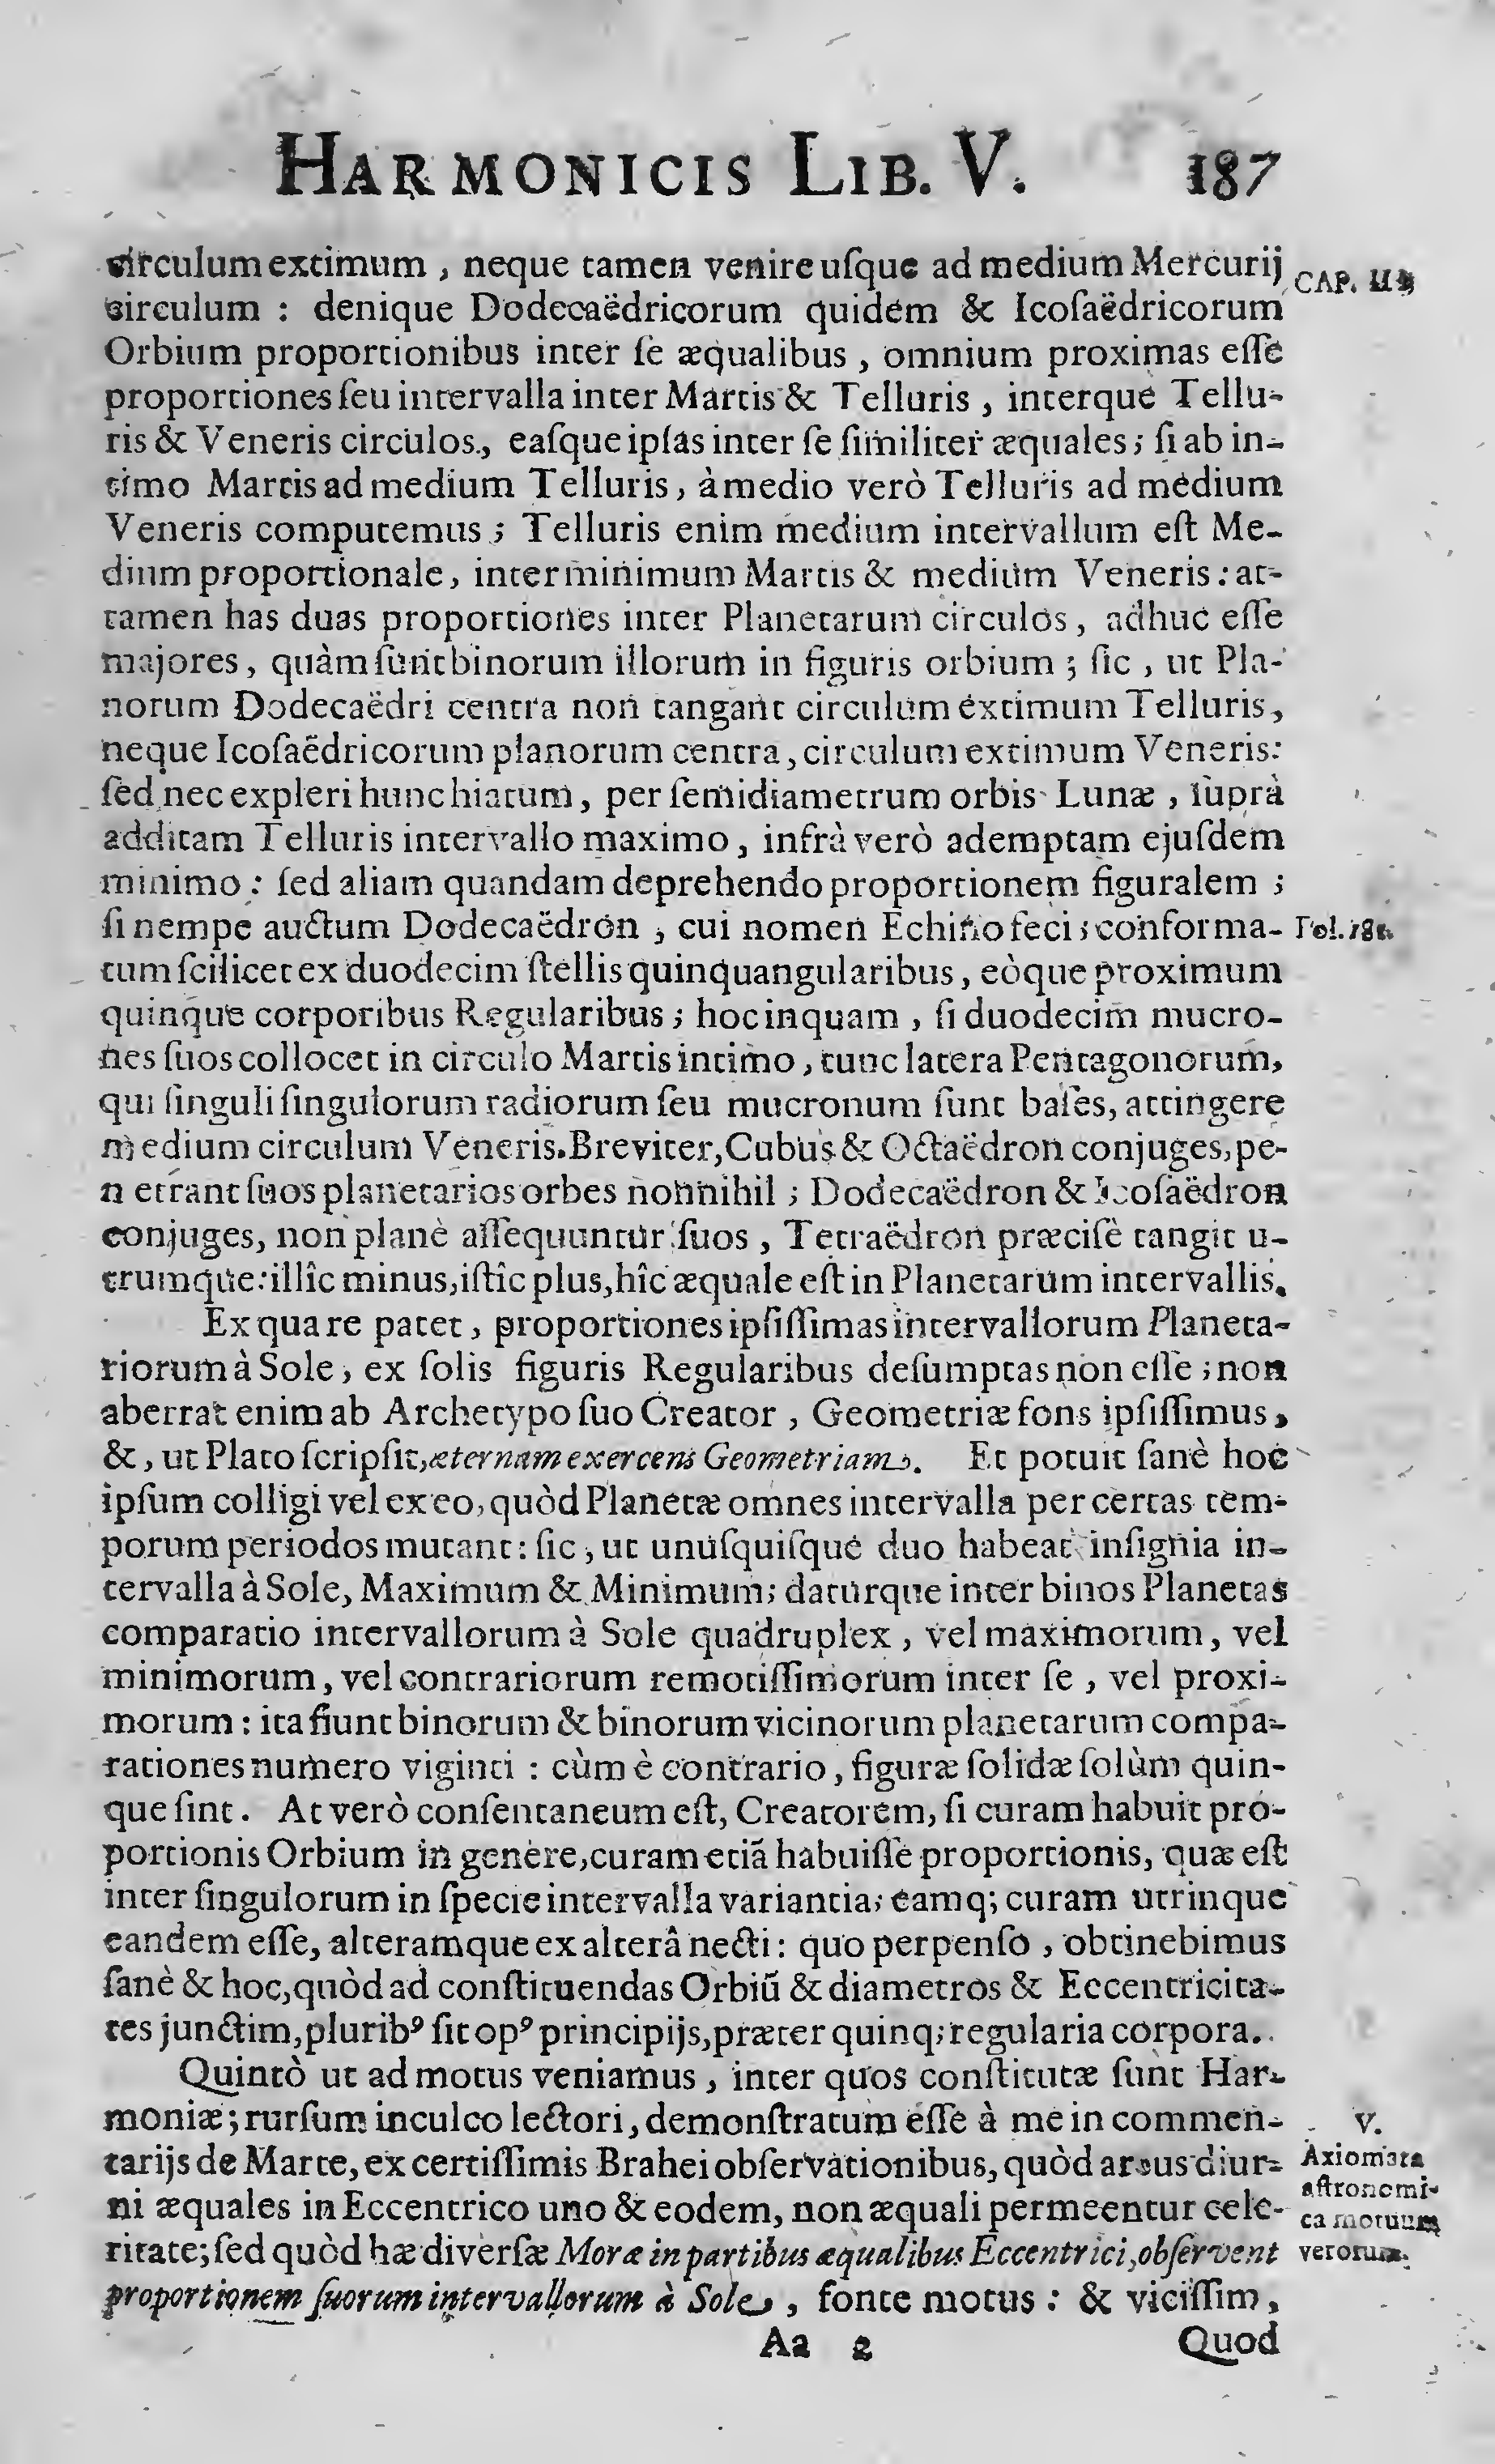 HARMONICIS LIB. V. 187
circulum extimum , neque tamen venire uſque ad medium Mercurij
CAP. III
circulum : denique Dodecaëdricorum quidem & Icoſaëdricorum
Orbium proportionibus inter ſe æqualibus , omnium proximas eſſe
proportiones ſeu intervalla inter Martis & Telluris , interque Tellu-
ris & Veneris circulos., eaſque ipſas inter ſe ſimiliter æquales ; ſi ab in-
timo Martis ad medium Telluris , à medio verò Telluris ad medium
Veneris computemus ; Telluris enim medium intervallum eſt Me-
dium proportionale, inter minimum Martis & medium Veneris : at-
tamen has duas proportiones inter Planetarum circulos , adhuc eſſe
majores , quàm ſunt binorum illorum in figuris orbium ; ſic , ut Pla-
norum Dodecaëdri centra non tangant circulum extimum Telluris,
neque Icoſaëdricorum planorum centra, circulum extimum Veneris:
ſed nec expleri hunc hiatum , per ſemidiametrum orbis Lunæ , ſuprà
additam Telluris intervallo maximo , infrà verò ademptam ejuſdem
minimo : ſed aliam quandam deprehendo proportionem figuralem ;
ſi nempe auctum Dodecaëdron , cui nomen Echino feci ; conforma-
Fol.
tum ſcilicet ex duodecim ſtellis quinquangularibus , eòque proximum
quinque corporibus Regularibus ; hoc inquam , ſi duodecim mucro-
nes ſuos collocet in circulo Martis intimo , tunc latera Pentagonorum,
qui ſinguli ſingulorum radiorum ſeu mucronum ſunt baſes, attingere
medium circulum Veneris. Breviter, Cubus & Octaëdron conjuges, pe-
netrant ſuos planetarios orbes nonnihil ; Dodecaëdron & Icoſaëdron
conjuges, non planè aſſequuntur ſuos , Tetraëdron præciſè tangit u-
trumque: illîc minus, iſtîc plus, hîc æquale eſt in Planetarum intervallis.
Ex qua re patet , proportiones ipſiſſimas intervallorum Planeta-
riorum à Sole, ex ſolis figuris Regularibus deſumptas non eſſe ; non
aberrat enim ab Archetypo ſuo Creator , Geometriæ fons ipſiſſimus,
&, ut Plato ſcripſit, æternam exercens Geometriam. Et potuit ſanè hoc
ipſum colligi vel ex eo, quòd Planetæ omnes intervalla per certas tem-
porum periodos mutant : ſic , ut unuſquiſque duo habeat inſignia in-
tervalla à Sole, Maximum & Minimum; daturque inter binos Planetas
comparatio intervallorum à Sole quadruplex , vel maximorum, vel
minimorum, vel contrariorum remotiſſimorum inter ſe , vel proxi-
morum : ita fiunt binorum & binorum vicinorum planetarum compa-
rationes numero viginti : cùm è contrario , figuræ ſolidæ ſolùm quin-
que ſint. At verò conſentaneum eſt, Creatorem, ſi curam habuit pro-
portionis Orbium in genere, curam etiã habuiſſe proportionis, quæ eſt
inter ſingulorum in ſpecie intervalla variantia; eamq; curam utrinque
eandem eſſe, alteramque ex alterâ necti : quo perpenſo , obtinebimus
ſanè & hoc, quòd ad conſtituendas Orbiũ & diametros & Eccentricita-
tes junctim, pluribꝰ ſit opꝰ principijs, præter quinq; regularia corpora.
Quintò ut ad motus veniamus , inter quos conſtitutæ ſunt Har-
moniæ ; rurſum inculco lectori, demonſtratum eſſe à me in commen-
V.
tarijs de Marte, ex certiſſimis Brahei obſervationibus, quòd arcus diur-
Axiomata
ni æquales in Eccentrico uno & eodem, non æquali permeentur cele-
aſtronomi-
ca motuum
ritate; ſed quòd hæ diverſæ Moræ in partibus æqualibus Eccentrici, obſervent
verorum.
proportionem ſuorum intervallorum à Sole , fonte motus : & viciſſim ,
Aa 2 Quod